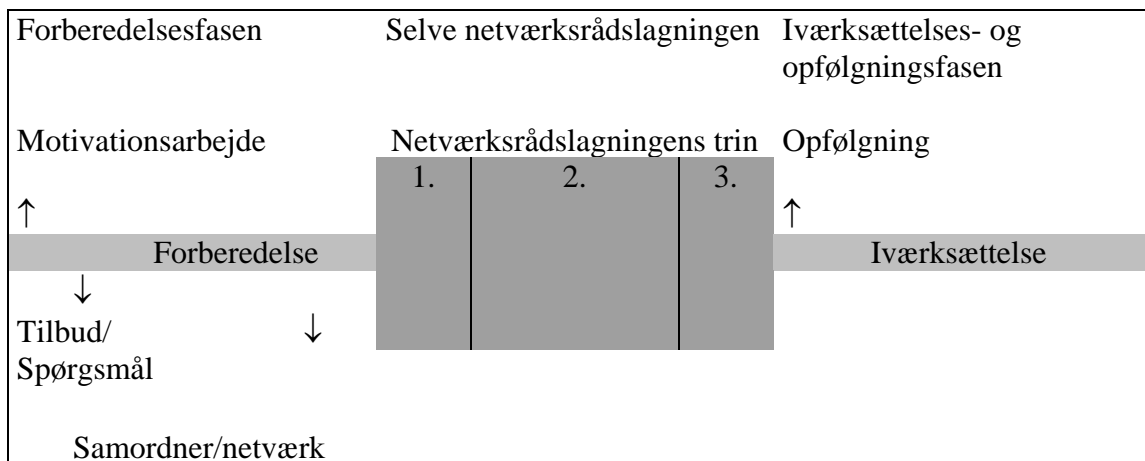 Forberedelsesfasen
Selve netværksrådslagningen
Iværksættelses- og
opfølgningsfasen
Motivationsarbejde
Netværksrådslagningens trin
Opfølgning
1.
2.
3.
↑
↑
Forberedelse
Iværksættelse
↓
Tilbud/
↓
Spørgsmål
Samordner/netværk